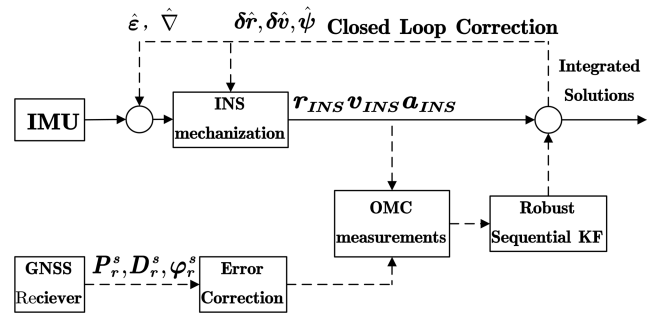 ε̂, ∇̂
δr̂, δv̂, ψ̂ Closed Loop Correction
Integrated
Solutions
IMU
INS
mechanization
r_INS v_INS a_INS
OMC
measurements
Robust
Sequential KF
GNSS
Reciever
P_r^s, D_r^s, φ_r^s
Error
Correction